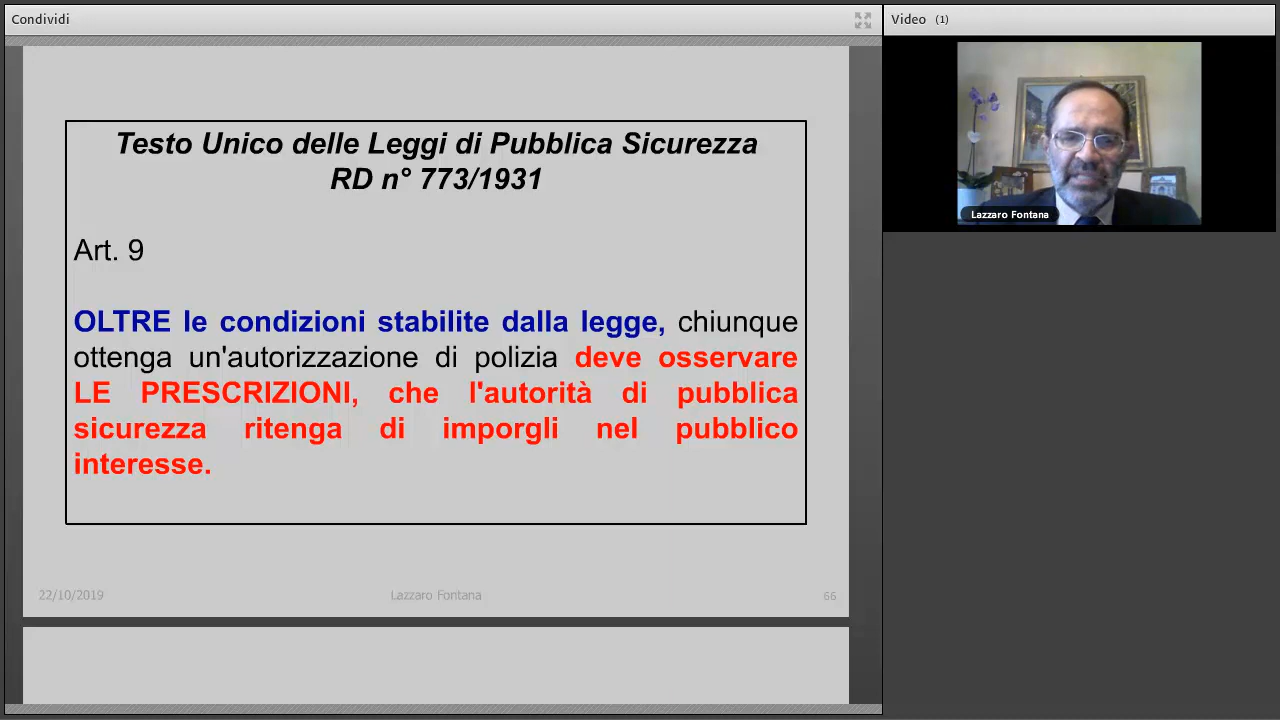 Condividi
Video (1)
Testo Unico delle Leggi di Pubblica Sicurezza
RD n° 773/1931
Art. 9
OLTRE le condizioni stabilite dalla legge, chiunque
ottenga un'autorizzazione di polizia deve osservare
LE PRESCRIZIONI, che l'autorità di pubblica
sicurezza ritenga di imporgli nel pubblico
interesse.
22/10/2019
Lazzaro Fontana
66
Lazzaro Fontana